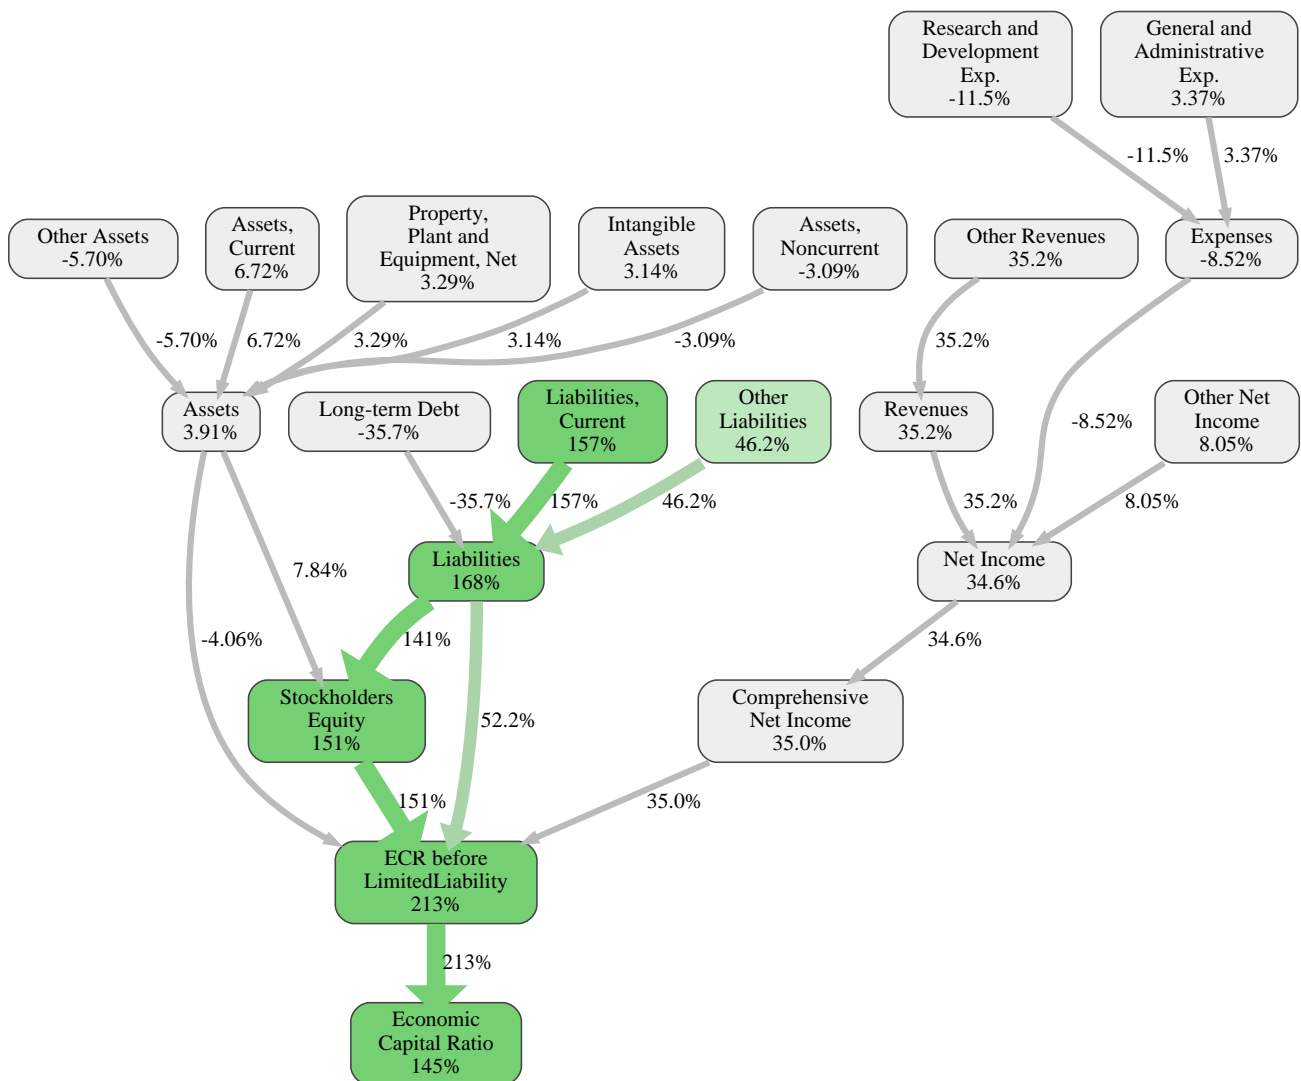 Research and
Development
Exp.
-11.5%
General and
Administrative
Exp.
3.37%
-11.5%
3.37%
Other Assets
-5.70%
Assets,
Current
6.72%
Property,
Plant and
Equipment, Net
3.29%
Intangible
Assets
3.14%
Assets,
Noncurrent
-3.09%
Other Revenues
35.2%
Expenses
-8.52%
-5.70%
6.72%
3.29%
3.14%
-3.09%
35.2%
-8.52%
Assets
3.91%
Long-term Debt
-35.7%
Liabilities,
Current
157%
Other
Liabilities
46.2%
Revenues
35.2%
Other Net
Income
8.05%
-35.7%
157%
46.2%
35.2%
8.05%
Liabilities
168%
Net Income
34.6%
7.84%
-4.06%
141%
34.6%
Stockholders
Equity
151%
52.2%
Comprehensive
Net Income
35.0%
151%
35.0%
ECR before
LimitedLiability
213%
213%
Economic
Capital Ratio
145%